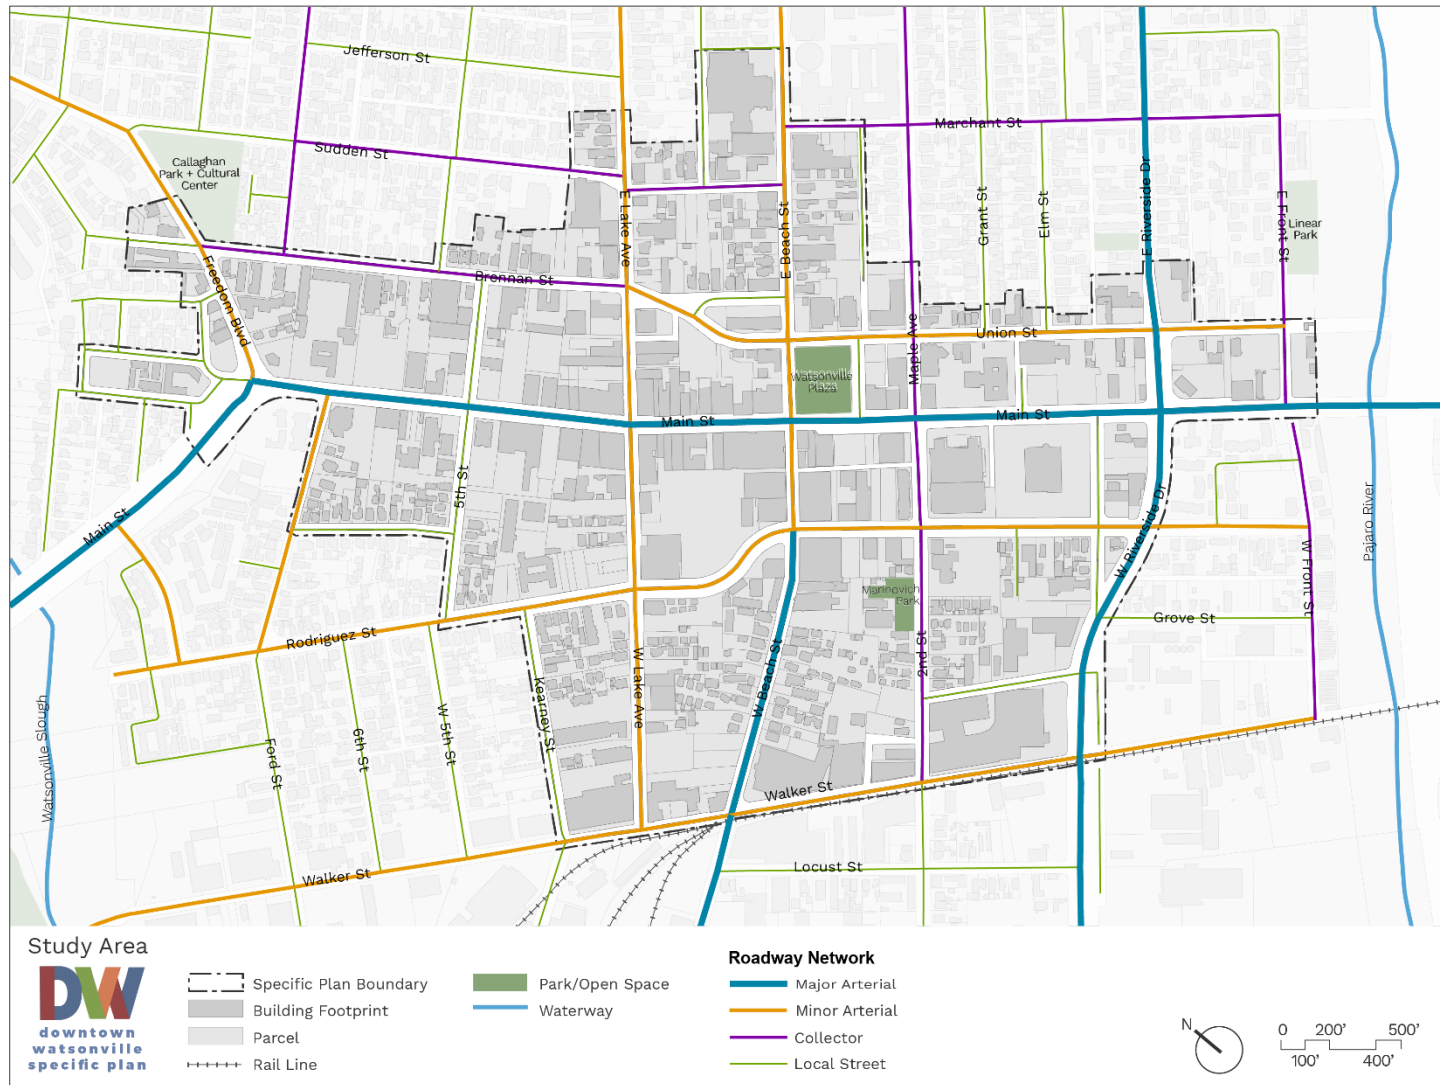 Jefferson St
Marchant St
Sudden St
Callaghan
Park + Cultural
Center
E Riverside Dr
E Lake Ave
E Beach St
Grant St
Elm St
E Front St
Linear
Park
Brennan St
Freedom Blvd
Union St
Maple Ave
Watsonville
Plaza
Main St
Main St
5th St
Main St
Pajaro River
W Riverside Dr
W Front St
Marinovich
Park
Grove St
Rodriguez St
2nd St
W Lake Ave
W Beach St
Kearney St
W 5th St
6th St
Ford St
Watsonville Slough
Walker St
Locust St
Walker St
Study Area
DW
downtown
watsonville
specific plan
Specific Plan Boundary
Building Footprint
Parcel
Rail Line
Park/Open Space
Waterway
Roadway Network
Major Arterial
Minor Arterial
Collector
Local Street
N
0 200' 500'
100' 400'